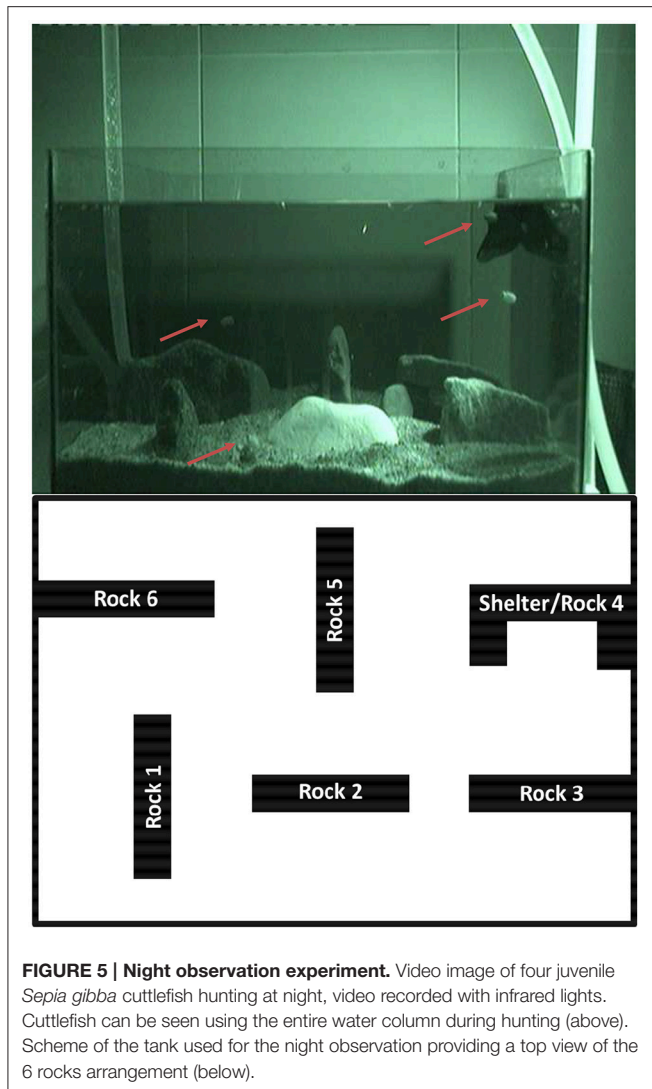 Rock 6
Rock 5
Shelter/Rock 4
Rock 1
Rock 2
Rock 3
FIGURE 5 | Night observation experiment. Video image of four juvenile
Sepia gibba cuttlefish hunting at night, video recorded with infrared lights.
Cuttlefish can be seen using the entire water column during hunting (above).
Scheme of the tank used for the night observation providing a top view of the
6 rocks arrangement (below).